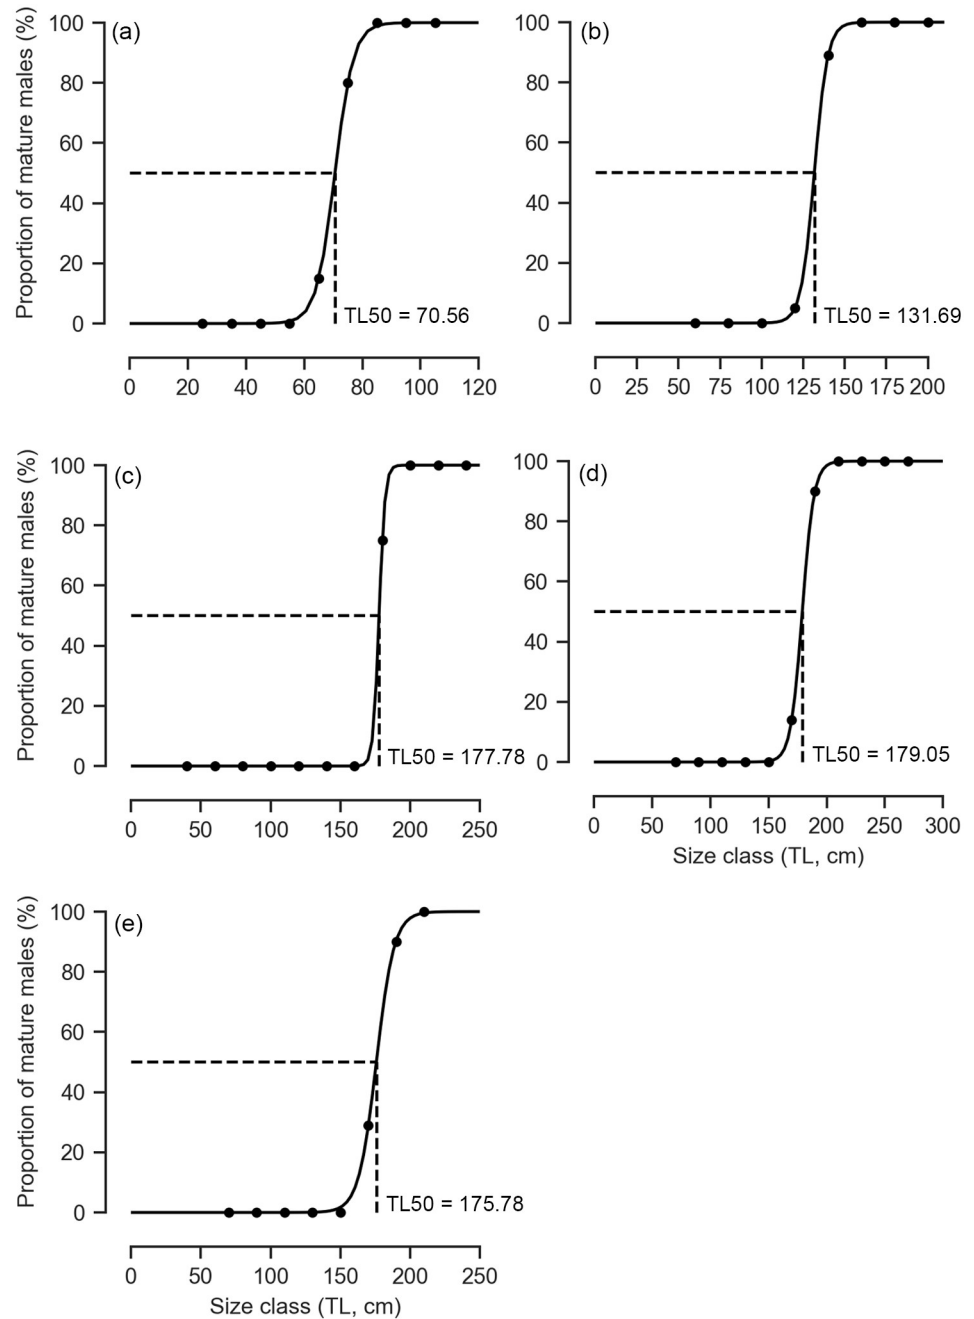 (a)
Proportion of mature males (%)
100
80
60
40
20
0
TL50 = 70.56
0 20 40 60 80 100 120
(b)
100
80
60
40
20
0
TL50 = 131.69
0 25 50 75 100 125 150 175 200
(c)
Proportion of mature males (%)
100
80
60
40
20
0
TL50 = 177.78
0 50 100 150 200 250
(d)
100
80
60
40
20
0
TL50 = 179.05
0 50 100 150 200 250 300
Size class (TL, cm)
(e)
Proportion of mature males (%)
100
80
60
40
20
0
TL50 = 175.78
0 50 100 150 200 250
Size class (TL, cm)